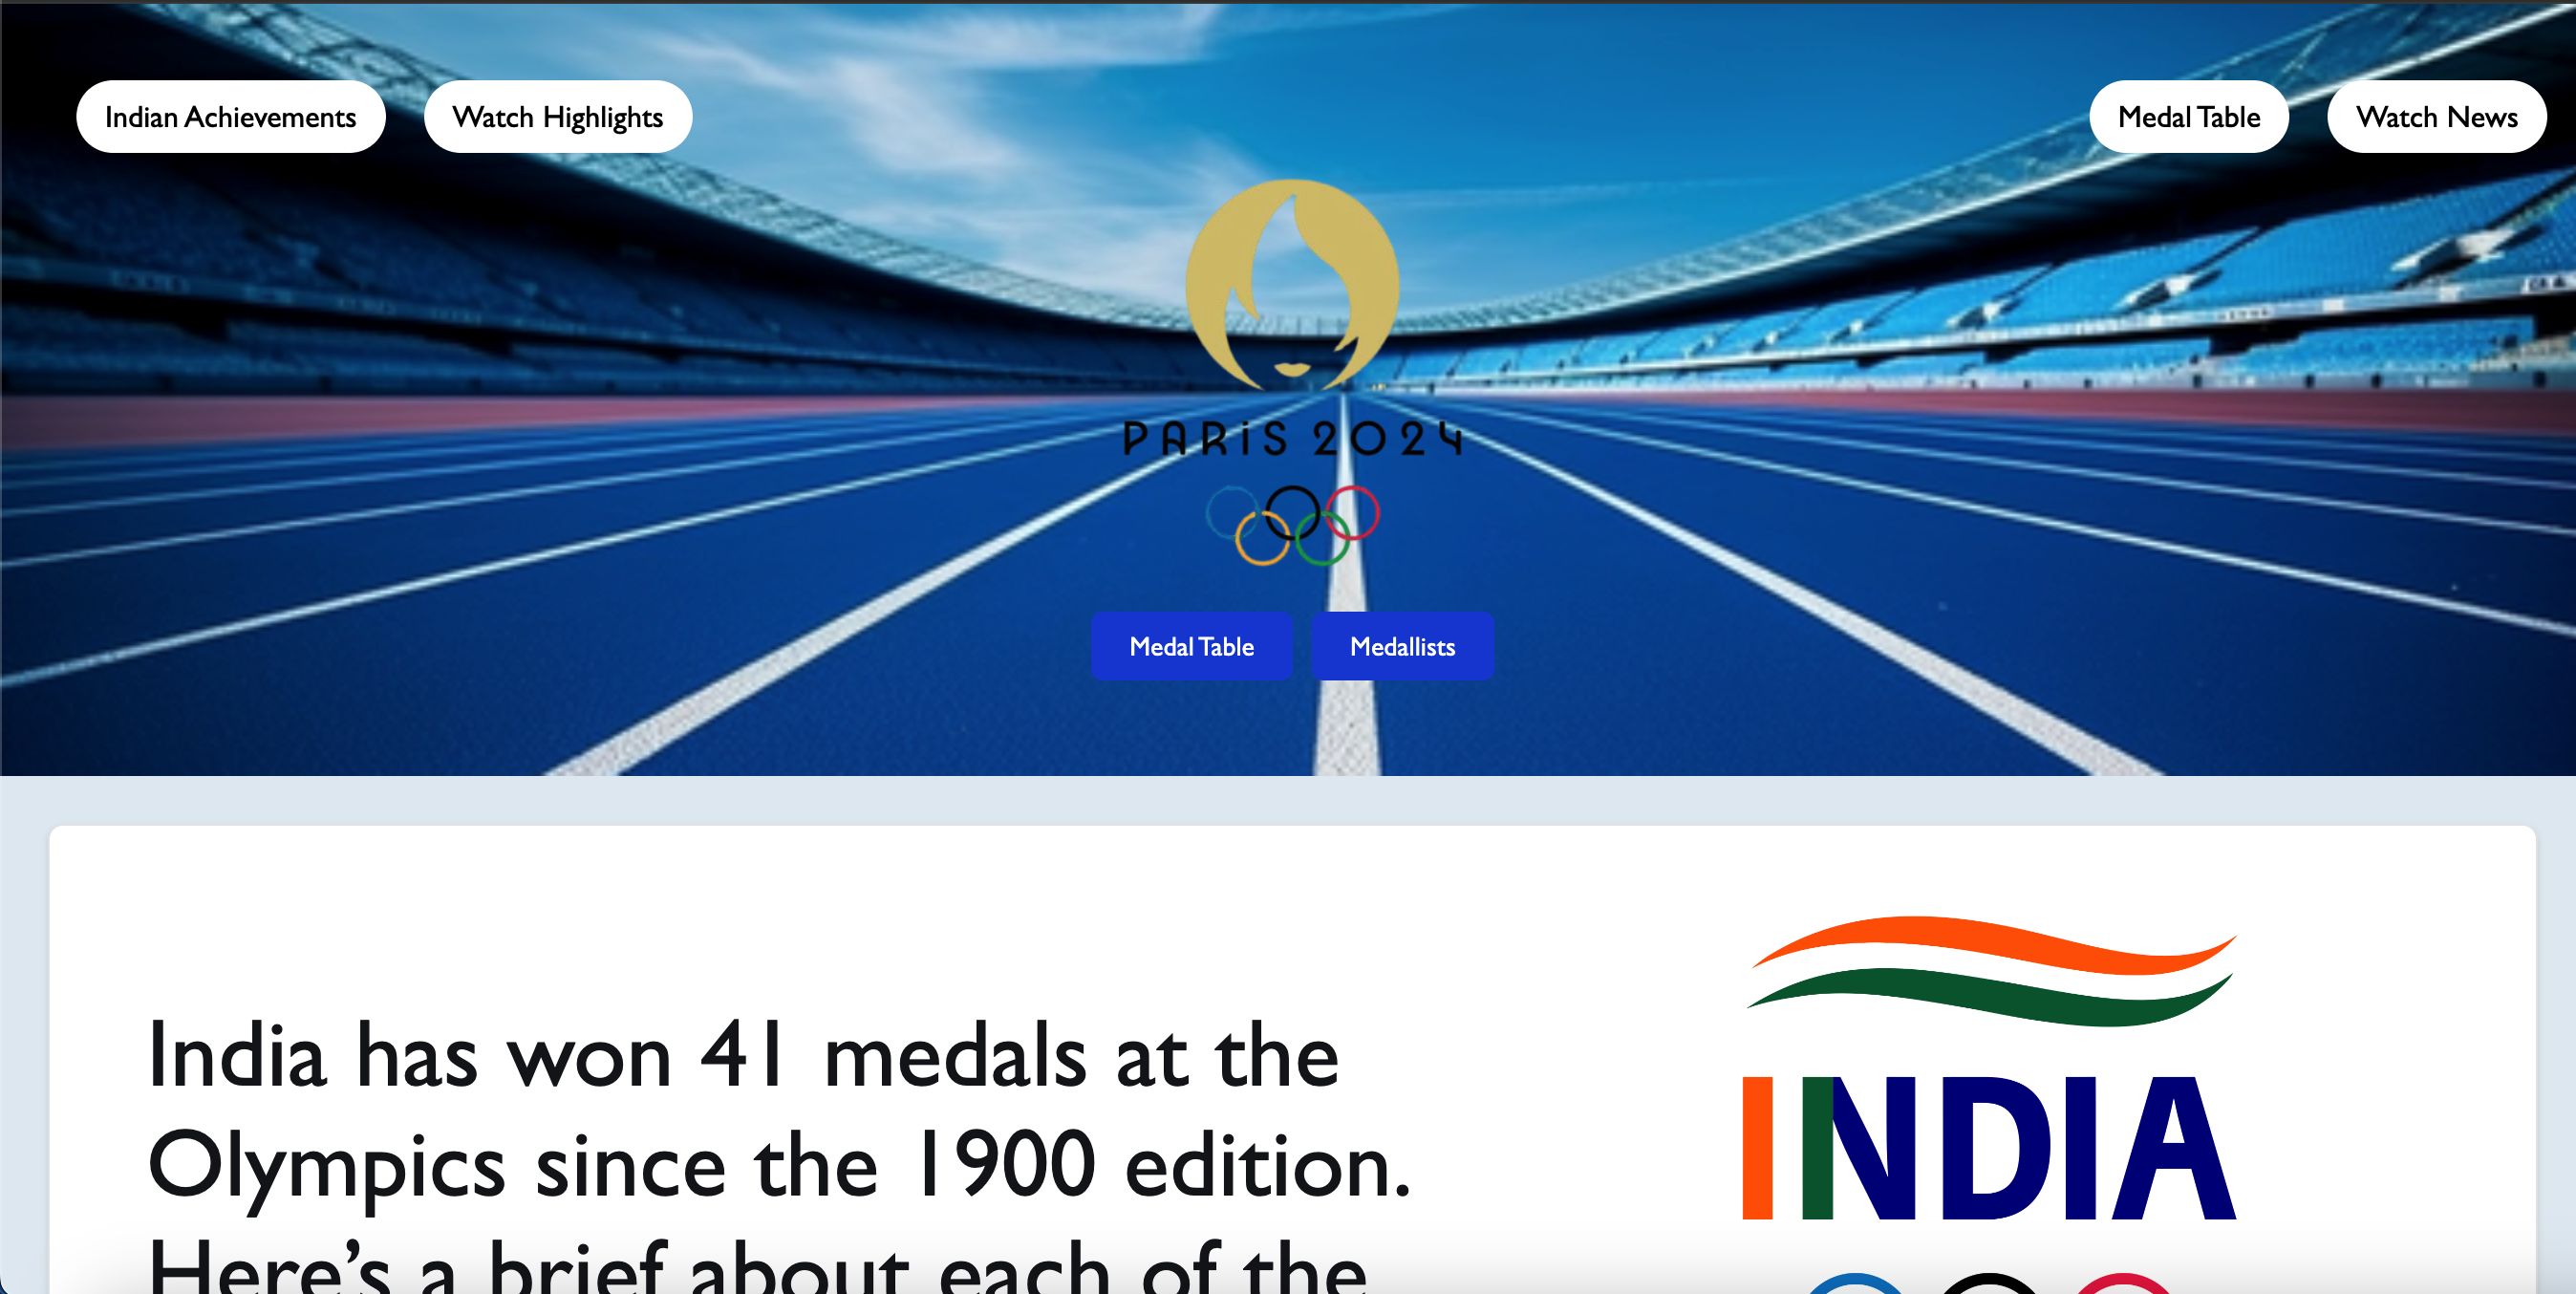 Indian Achievements
Watch Highlights
Medal Table
Watch News
PARIS 2024
Medal Table
Medallists
India has won 41 medals at the
Olympics since the 1900 edition.
Here’s a brief about each of the
INDIA